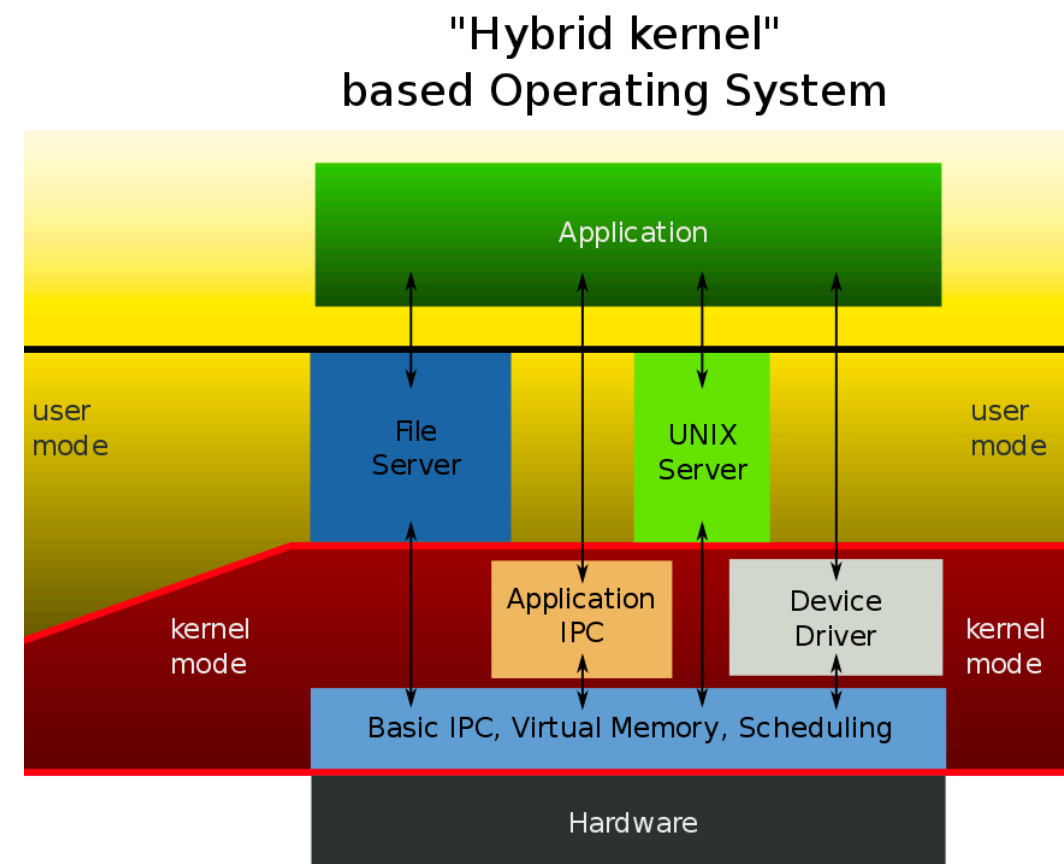 "Hybrid kernel"
based Operating System
Application
user
mode
File
Server
UNIX
Server
user
mode
Application
IPC
Device
Driver
kernel
mode
kernel
mode
Basic IPC, Virtual Memory, Scheduling
Hardware